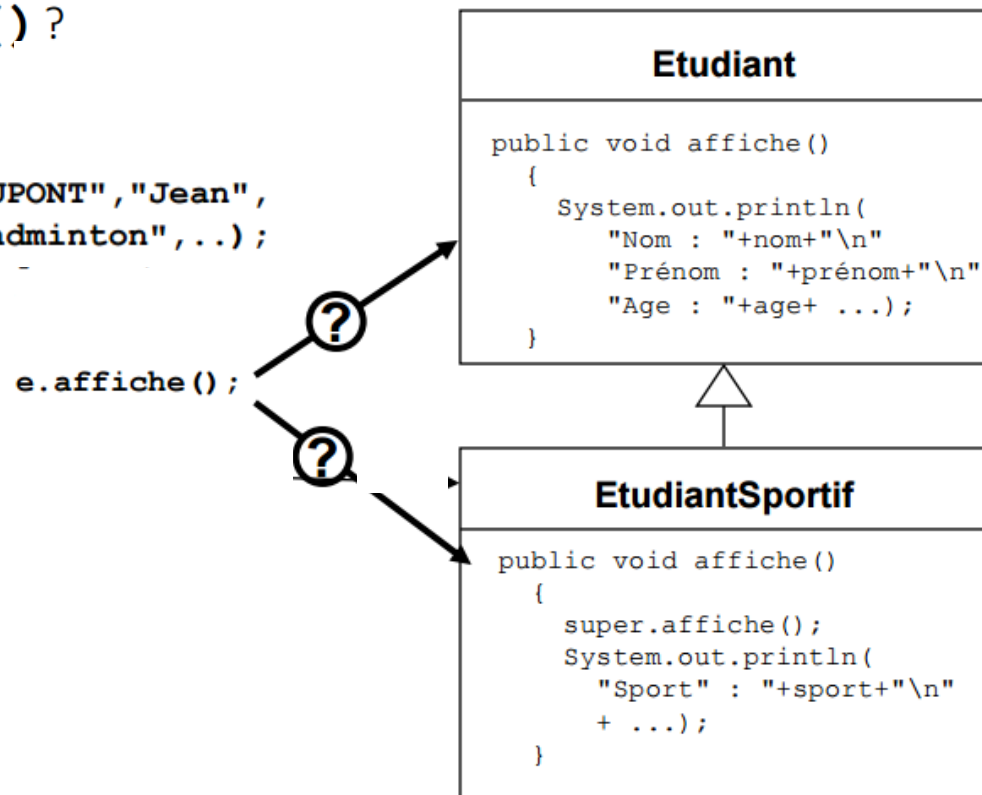 ) ?
UPONT","Jean",
adminton",..);
e.affiche();
?
?
Etudiant
public void affiche()
{
System.out.println(
"Nom : "+nom+"\n"
"Prénom : "+prénom+"\n"
"Age : "+age+ ...);
}
EtudiantSportif
public void affiche()
{
super.affiche();
System.out.println(
"Sport" : "+sport+"\n"
+ ...);
}